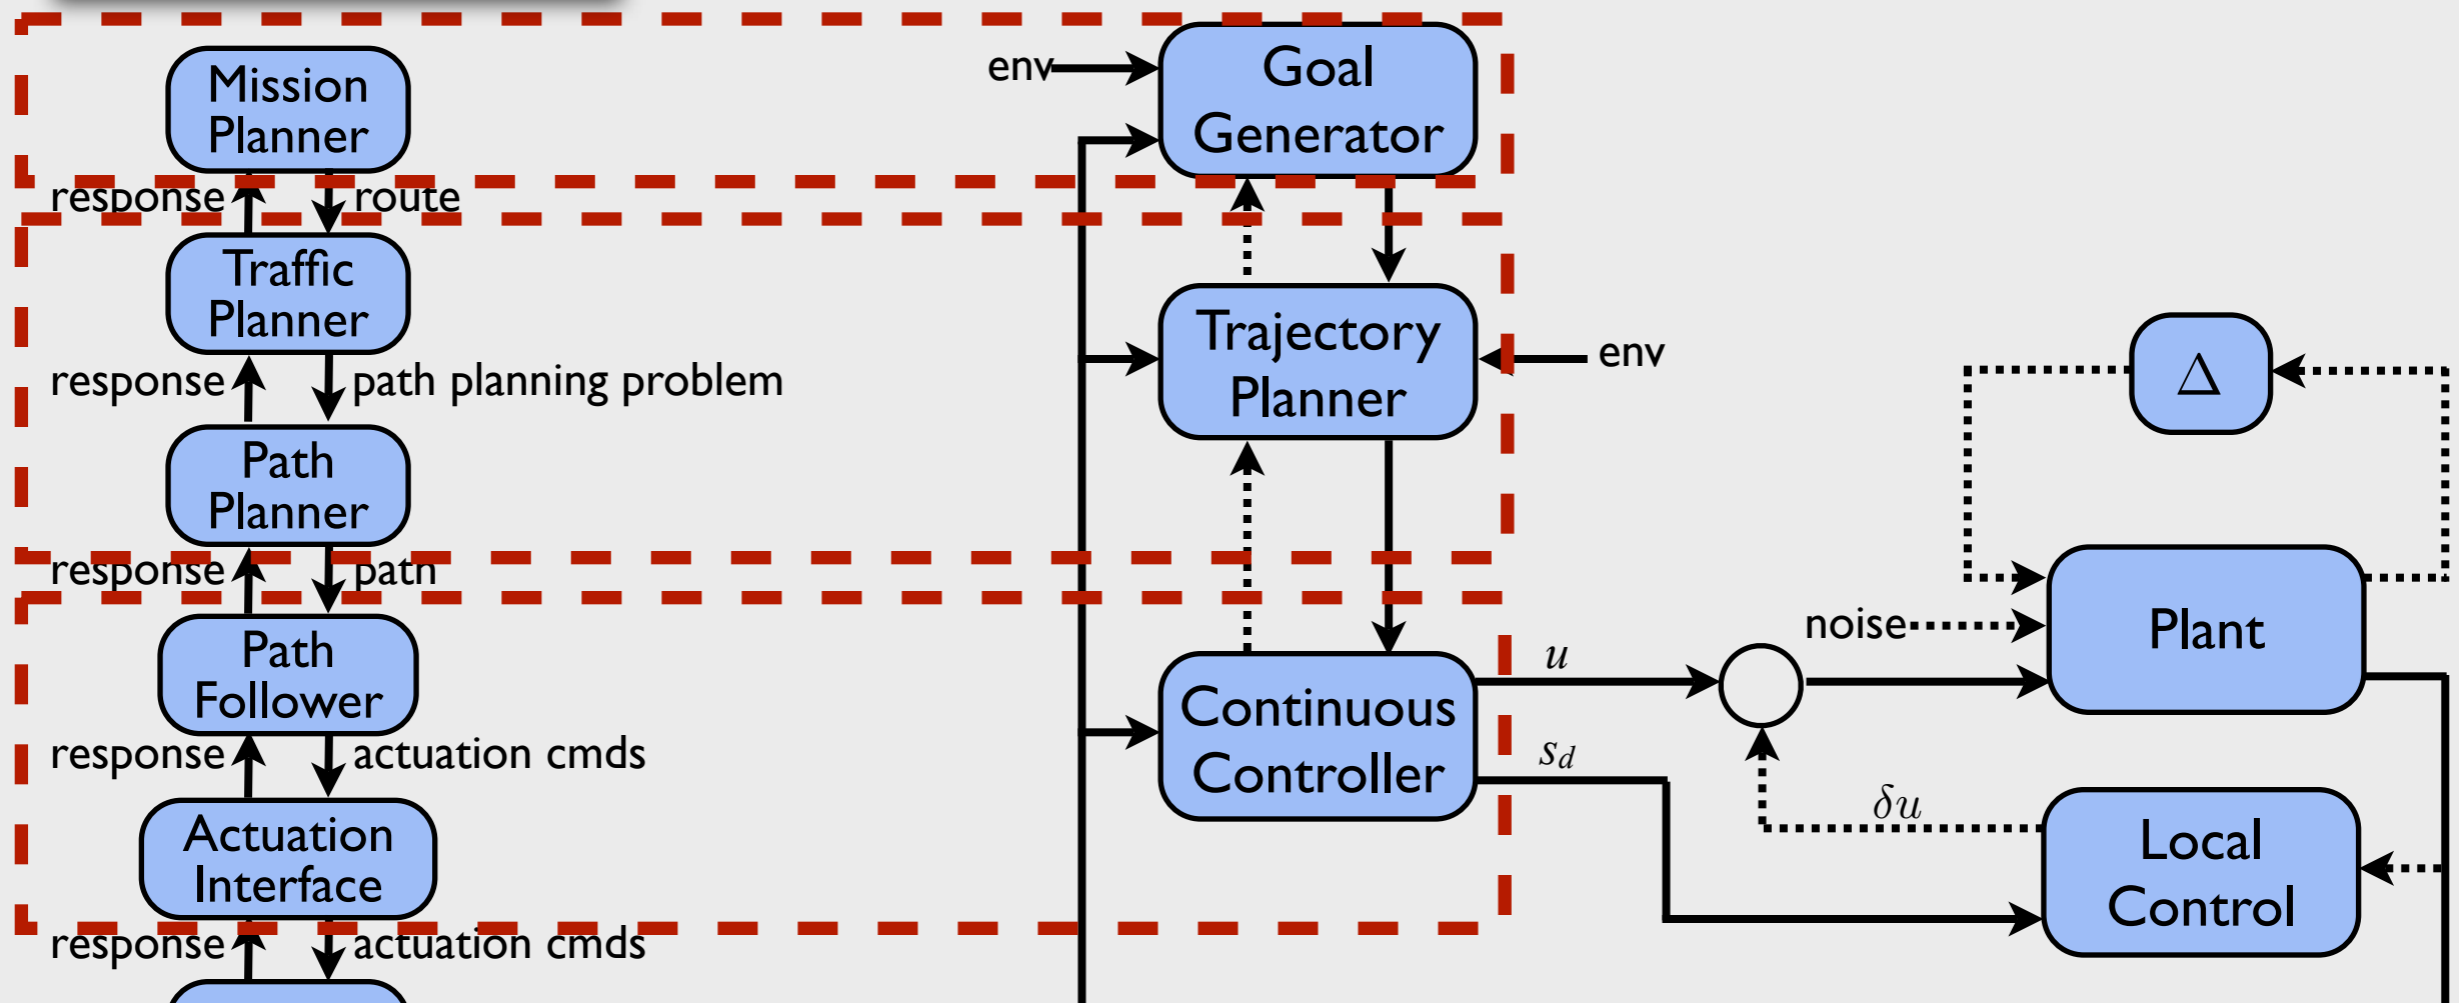 Mission
Planner
env
Goal
Generator
response
route
Traffic
Planner
Trajectory
Planner
env
Δ
response
path planning problem
Path
Planner
response
path
Path
Follower
noise
Plant
u
Continuous
Controller
s_d
response
actuation cmds
δu
Actuation
Interface
Local
Control
response
actuation cmds